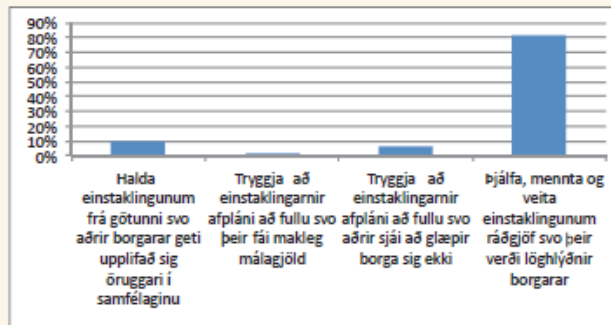 90%
80%
70%
60%
50%
40%
30%
20%
10%
0%
Halda
einstaklingunum
frá götunni svo
aðrir borgarar geti
upplifað sig
öruggari í
samfélaginu
Tryggja að
einstaklingarnir
afpláni að fullu svo
þeir fái makleg
málagjöld
Tryggja að
einstaklingarnir
afpláni að fullu svo
aðrir sjái að glæpir
borga sig ekki
Þjálfa, mennta og
veita
einstaklingunum
ráðgjöf svo þeir
verði löghlýðnir
borgarar